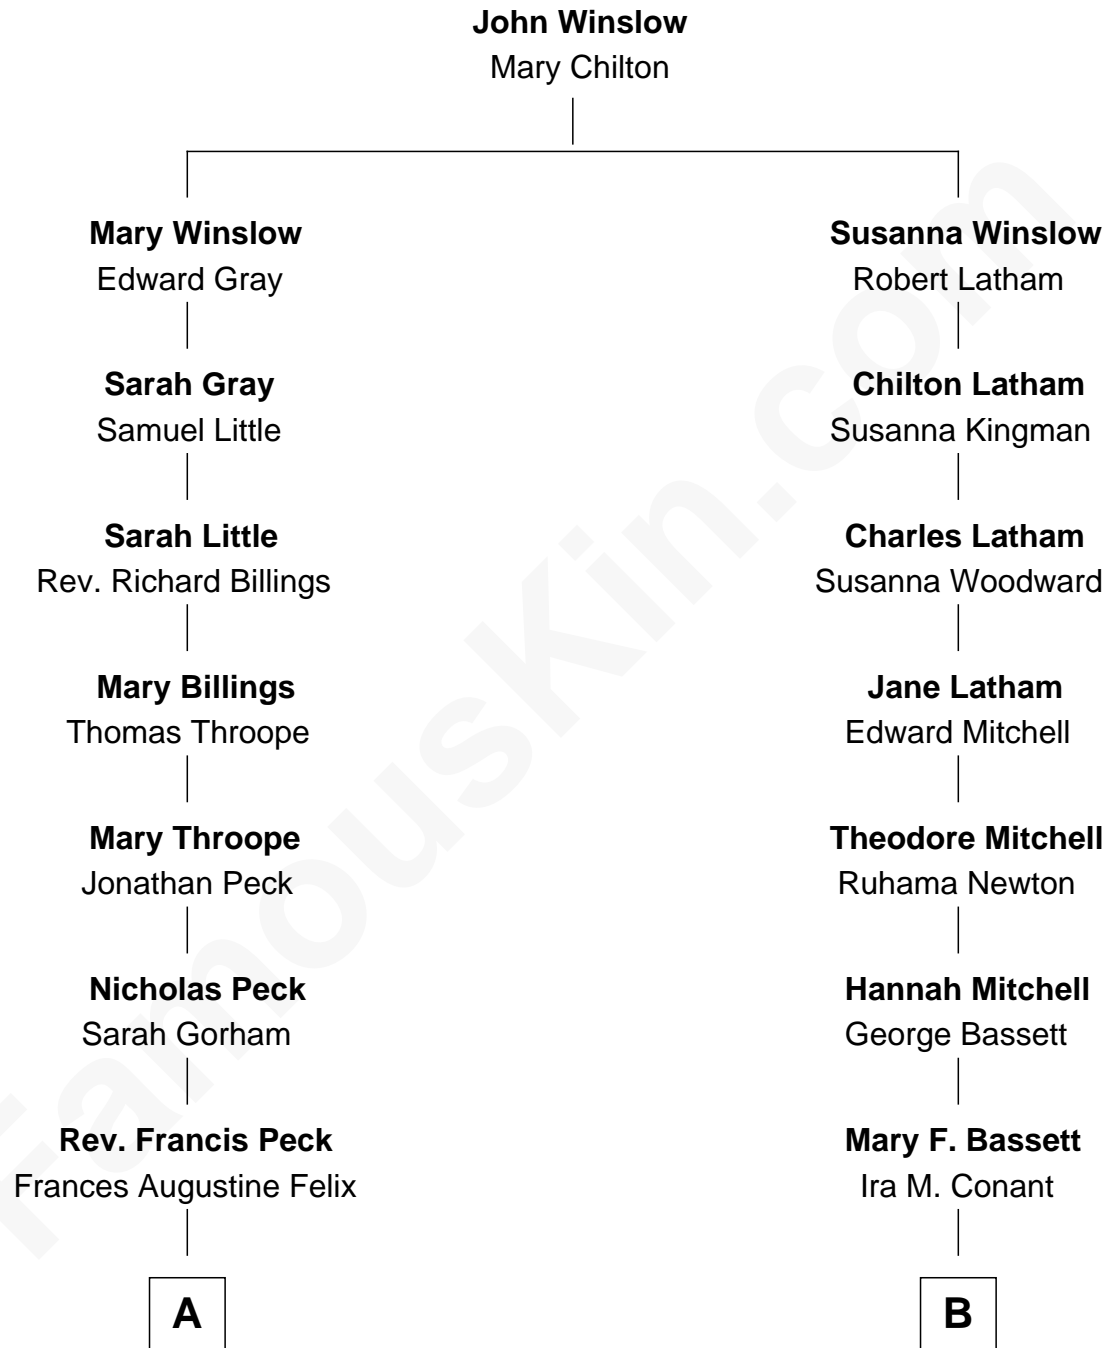 John Winslow
Mary Chilton
Mary Winslow
Edward Gray
Susanna Winslow
Robert Latham
Sarah Gray
Samuel Little
Chilton Latham
Susanna Kingman
Sarah Little
Rev. Richard Billings
Charles Latham
Susanna Woodward
Mary Billings
Thomas Throope
Jane Latham
Edward Mitchell
Mary Throope
Jonathan Peck
Theodore Mitchell
Ruhama Newton
Nicholas Peck
Sarah Gorham
Hannah Mitchell
George Bassett
Rev. Francis Peck
Frances Augustine Felix
Mary F. Bassett
Ira M. Conant
A
B
FamousKin.com